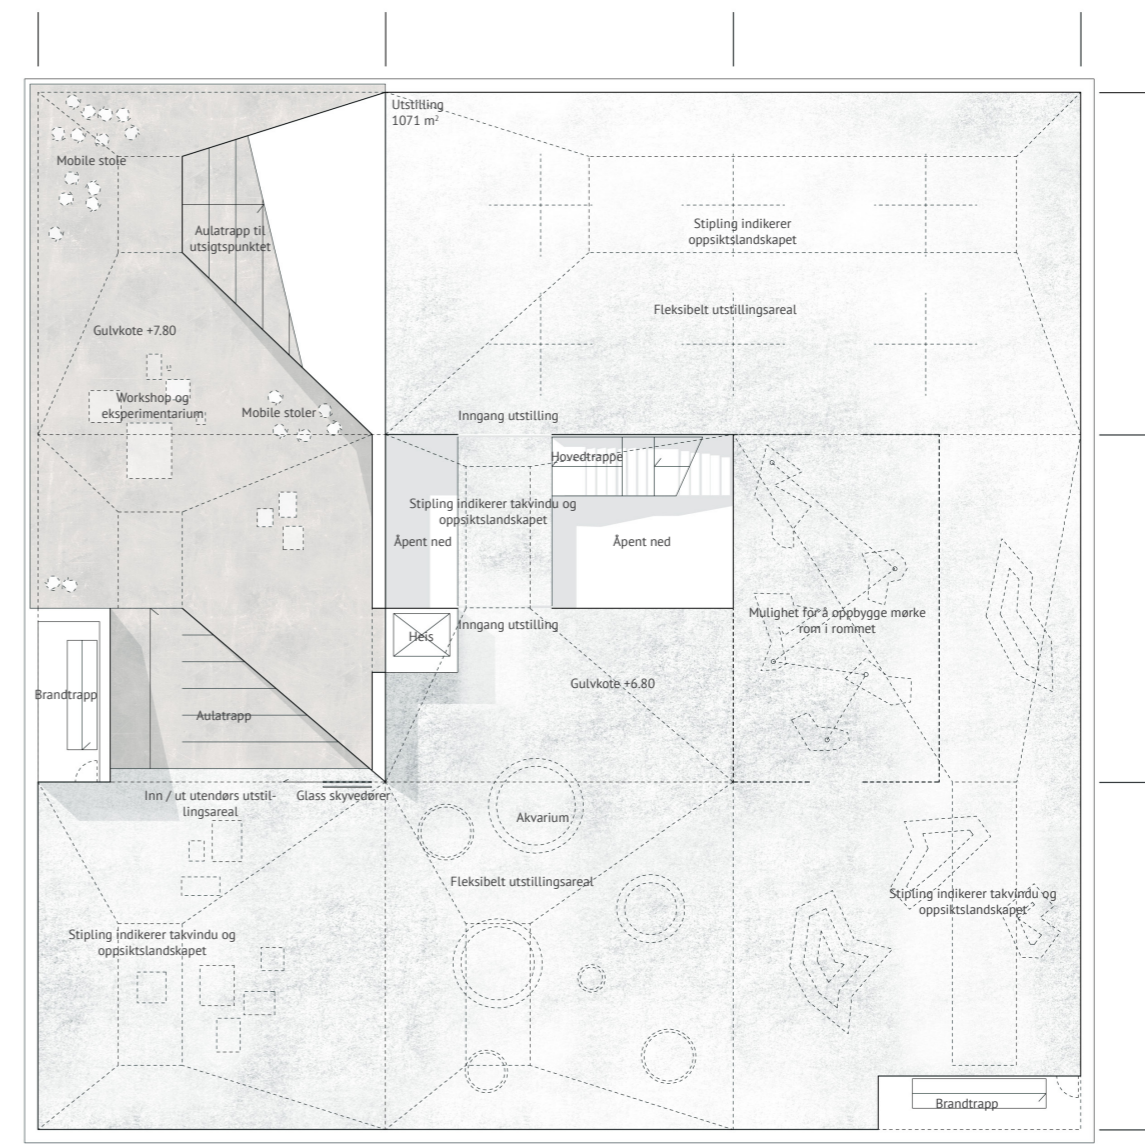 Utstilling
1071 m²
Mobile stole
Aulatrapp til
utsigtspunktet
Stipling indikerer
oppsiktslandskapet
Gulvkote +7.80
Fleksibelt utstillingsareal
Workshop og
eksperimentarium
Mobile stoler
Inngang utstilling
Hovedtrappe
Stipling indikerer takvindu og
oppsiktslandskapet
Åpent ned
Åpent ned
Mulighet for å oppbygge mørke
rom i rommet
Inngang utstilling
Heis
Gulvkote +6.80
Brandtrapp
Aulatrapp
Inn / ut utendørs utstil-
lingsareal
Glass skyvedører
Akvarium
Fleksibelt utstillingsareal
Stipling indikerer takvindu og
oppsiktslandskapet
Stipling indikerer takvindu og
oppsiktslandskapet
Brandtrapp